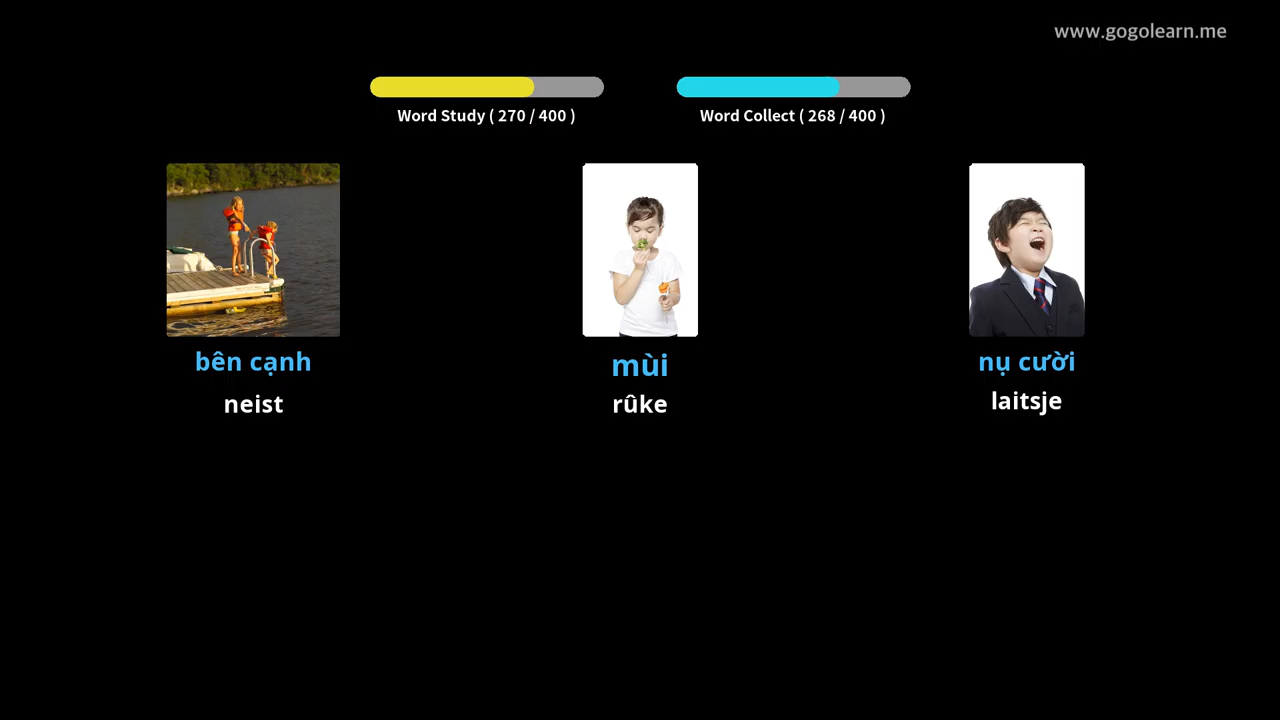 www.gogolearn.me
Word Study ( 270 / 400 )
Word Collect ( 268 / 400 )
bên cạnh
neist
mùi
rûke
nụ cười
laitsje